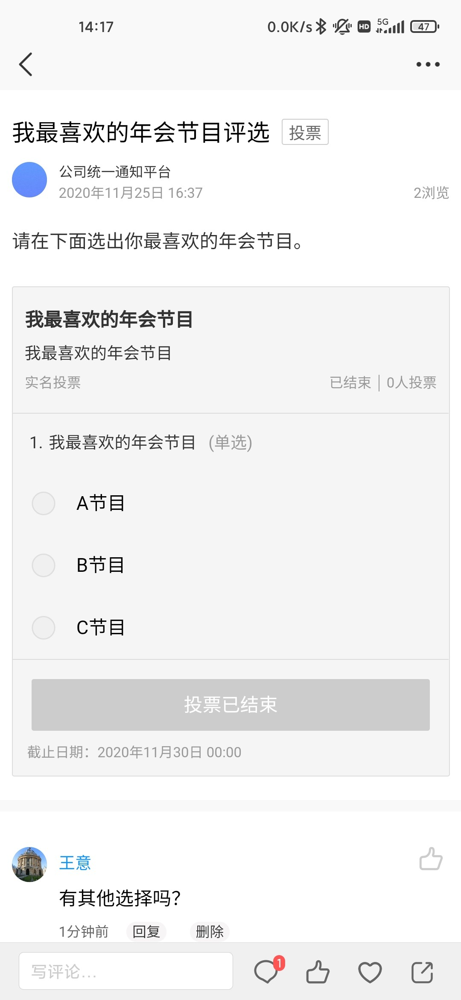 14:17
0.0K/s HD 5G 47
我最喜欢的年会节目评选 投票
公司统一通知平台
2020年11月25日 16:37 2浏览
请在下面选出你最喜欢的年会节目。
我最喜欢的年会节目
我最喜欢的年会节目
实名投票 已结束 0人投票
1. 我最喜欢的年会节目 (单选)
A节目
B节目
C节目
投票已结束
截止日期：2020年11月30日 00:00
王意
有其他选择吗?
1分钟前 回复 删除
写评论... 1